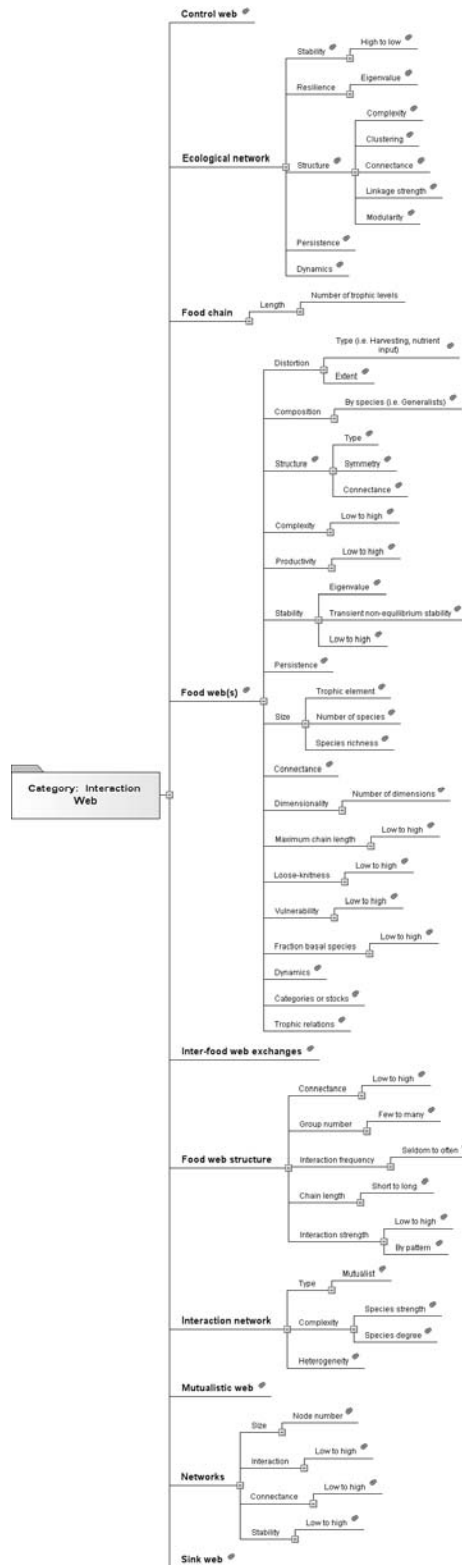 Control web
Ecological network
Stability
High to low
Resilience
Eigenvalue
Structure
Complexity
Clustering
Connectance
Linkage strength
Modularity
Persistence
Dynamics
Food chain
Length
Number of trophic levels
Food web(s)
Distortion
Type (i.e. Harvesting, nutrient
input)
Extent
Composition
By species (i.e. Generalists)
Structure
Type
Symmetry
Connectance
Complexity
Low to high
Productivity
Low to high
Stability
Eigenvalue
Transient non-equilibrium stability
Low to high
Persistence
Size
Trophic element
Number of species
Species richness
Connectance
Dimensionality
Number of dimensions
Maximum chain length
Low to high
Loose-knitness
Low to high
Vulnerability
Low to high
Fraction basal species
Low to high
Dynamics
Categories or stocks
Trophic relations
Category: Interaction
Web
Inter-food web exchanges
Food web structure
Connectance
Low to high
Group number
Few to many
Interaction frequency
Seldom to often
Chain length
Short to long
Interaction strength
Low to high
By pattern
Interaction network
Type
Mutualist
Complexity
Species strength
Species degree
Heterogeneity
Mutualistic web
Networks
Size
Node number
Interaction
Low to high
Connectance
Low to high
Stability
Low to high
Sink web